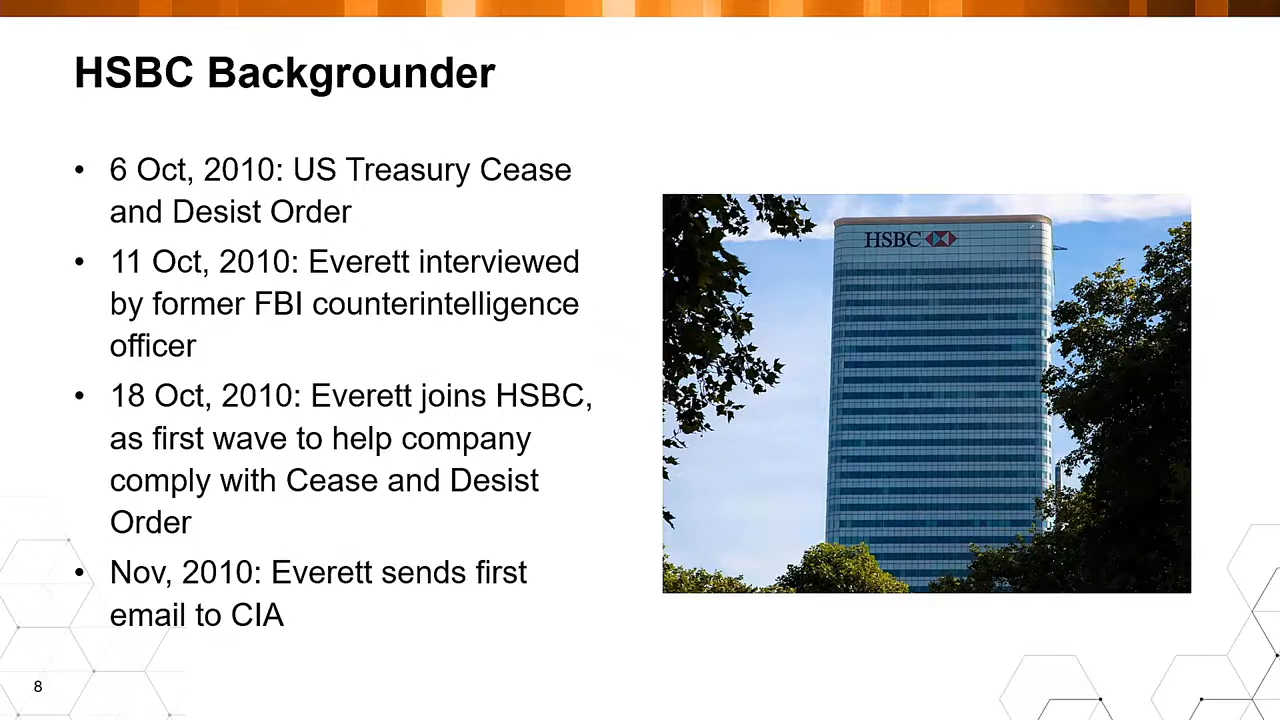 HSBC Backgrounder
• 6 Oct, 2010: US Treasury Cease
and Desist Order
• 11 Oct, 2010: Everett interviewed
by former FBI counterintelligence
officer
• 18 Oct, 2010: Everett joins HSBC,
as first wave to help company
comply with Cease and Desist
Order
• Nov, 2010: Everett sends first
email to CIA
HSBC
8